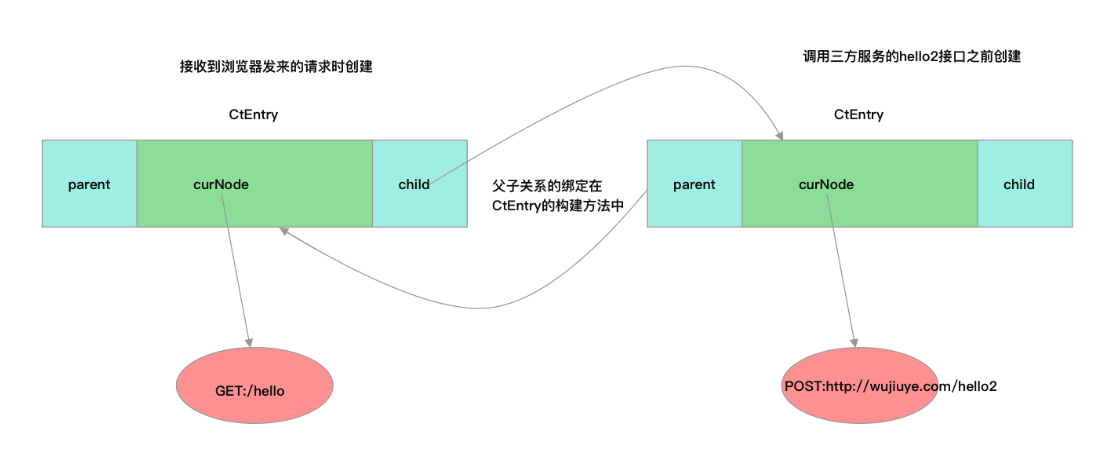 接收到浏览器发来的请求时创建
调用三方服务的hello2接口之前创建
CtEntry
CtEntry
parent
curNode
child
父子关系的绑定在
CtEntry的构建方法中
parent
curNode
child
GET:/hello
POST:http://wujiuye.com/hello2